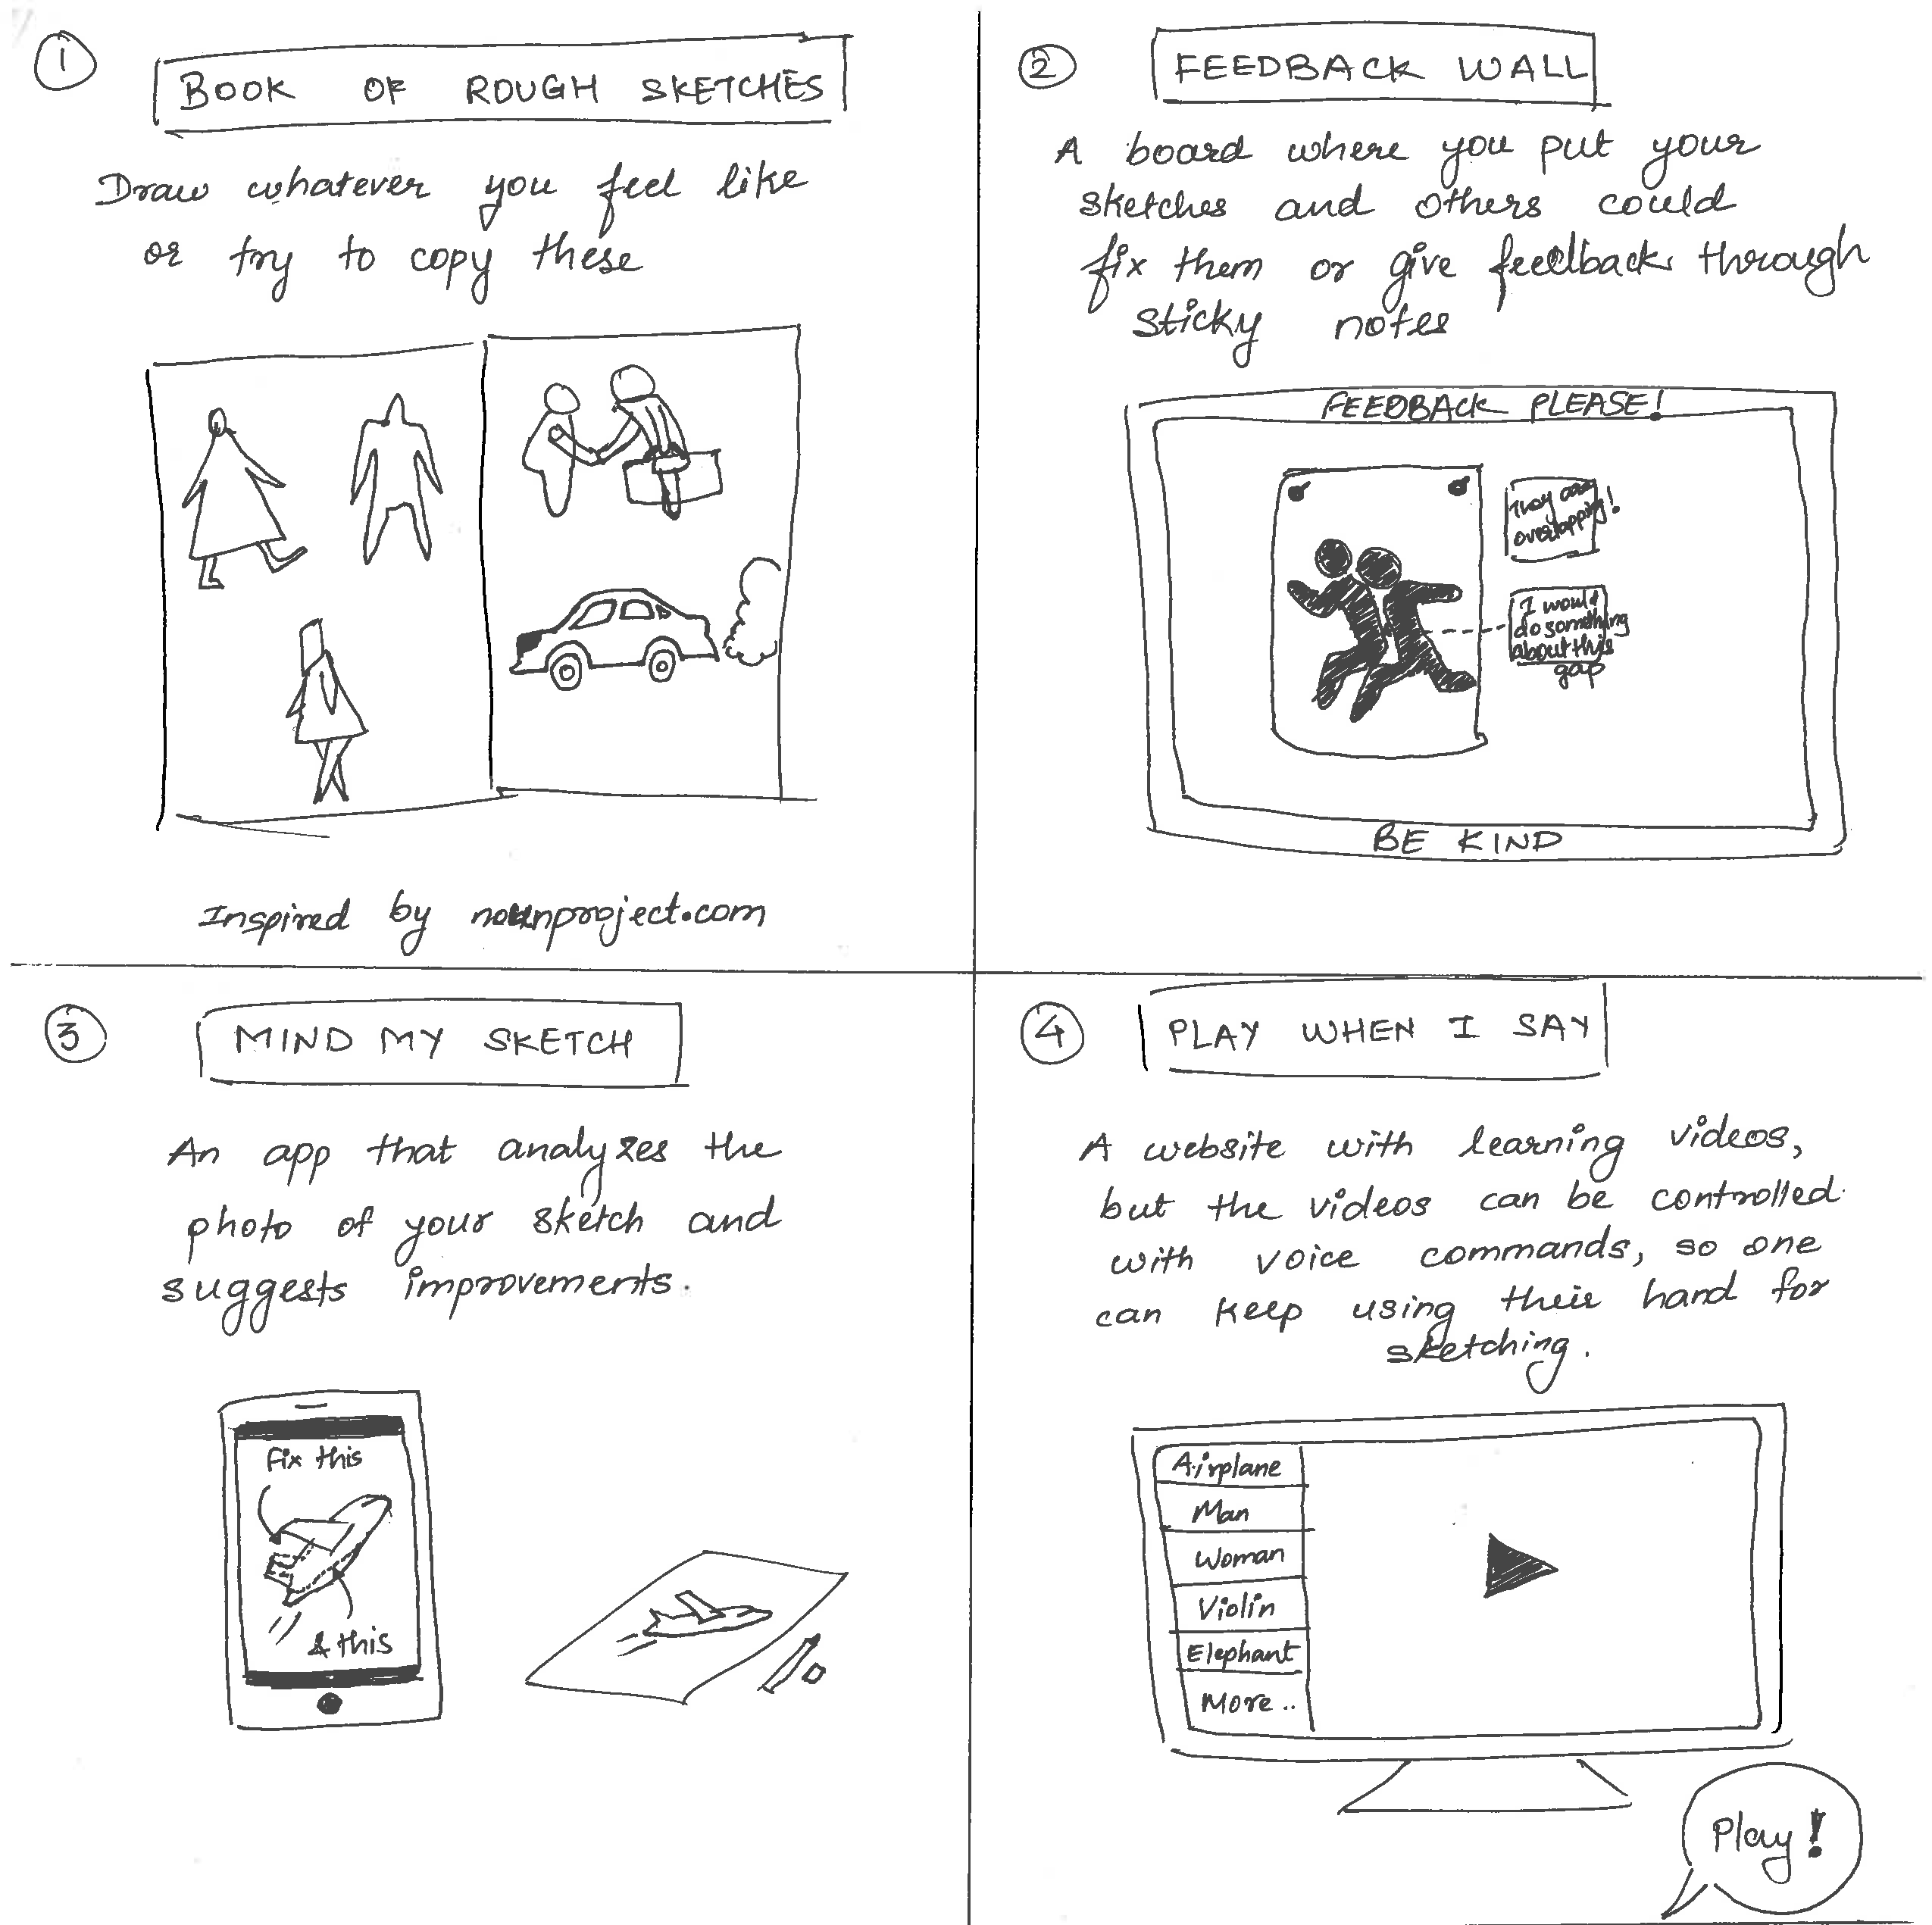 1
BOOK OF ROUGH SKETCHES
Draw whatever you feel like
or try to copy these
Inspired by nounproject.com
2
FEEDBACK WALL
A board where you put your
sketches and others could
fix them or give feedback through
sticky notes
FEEDBACK PLEASE!
They are
overlapping!
I would
do something
about this
gap
BE KIND
3
MIND MY SKETCH
An app that analyzes the
photo of your sketch and
suggests improvements.
Fix this
& this
4
PLAY WHEN I SAY
A website with learning videos,
but the videos can be controlled
with voice commands, so one
can keep using their hand for
sketching.
Airplane
Man
Woman
Violin
Elephant
More..
Play!